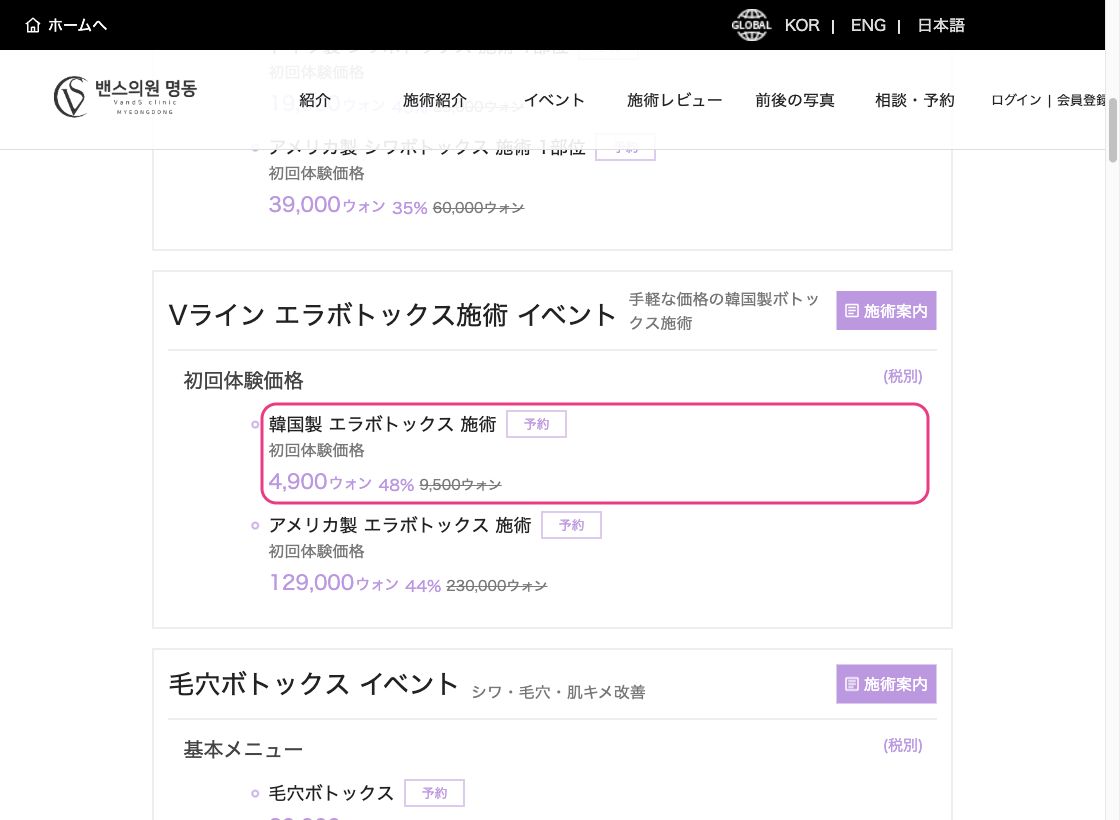 ホームへ
GLOBAL KOR | ENG | 日本語
初回体験価格
밴스의원 명동
VandS clinic
MYEONGDONG
紹介 施術紹介 イベント 施術レビュー 前後の写真 相談・予約 ログイン | 会員登録
アメリカ製 シワボトックス 施術 1部位 予約
初回体験価格
39,000ウォン 35% 60,000ウォン
Vライン エラボトックス施術 イベント
手軽な価格の韓国製ボトッ
クス施術
施術案内
初回体験価格
(税別)
韓国製 エラボトックス 施術 予約
初回体験価格
4,900ウォン 48% 9,500ウォン
アメリカ製 エラボトックス 施術 予約
初回体験価格
129,000ウォン 44% 230,000ウォン
毛穴ボトックス イベント シワ・毛穴・肌キメ改善
施術案内
基本メニュー
(税別)
毛穴ボトックス 予約